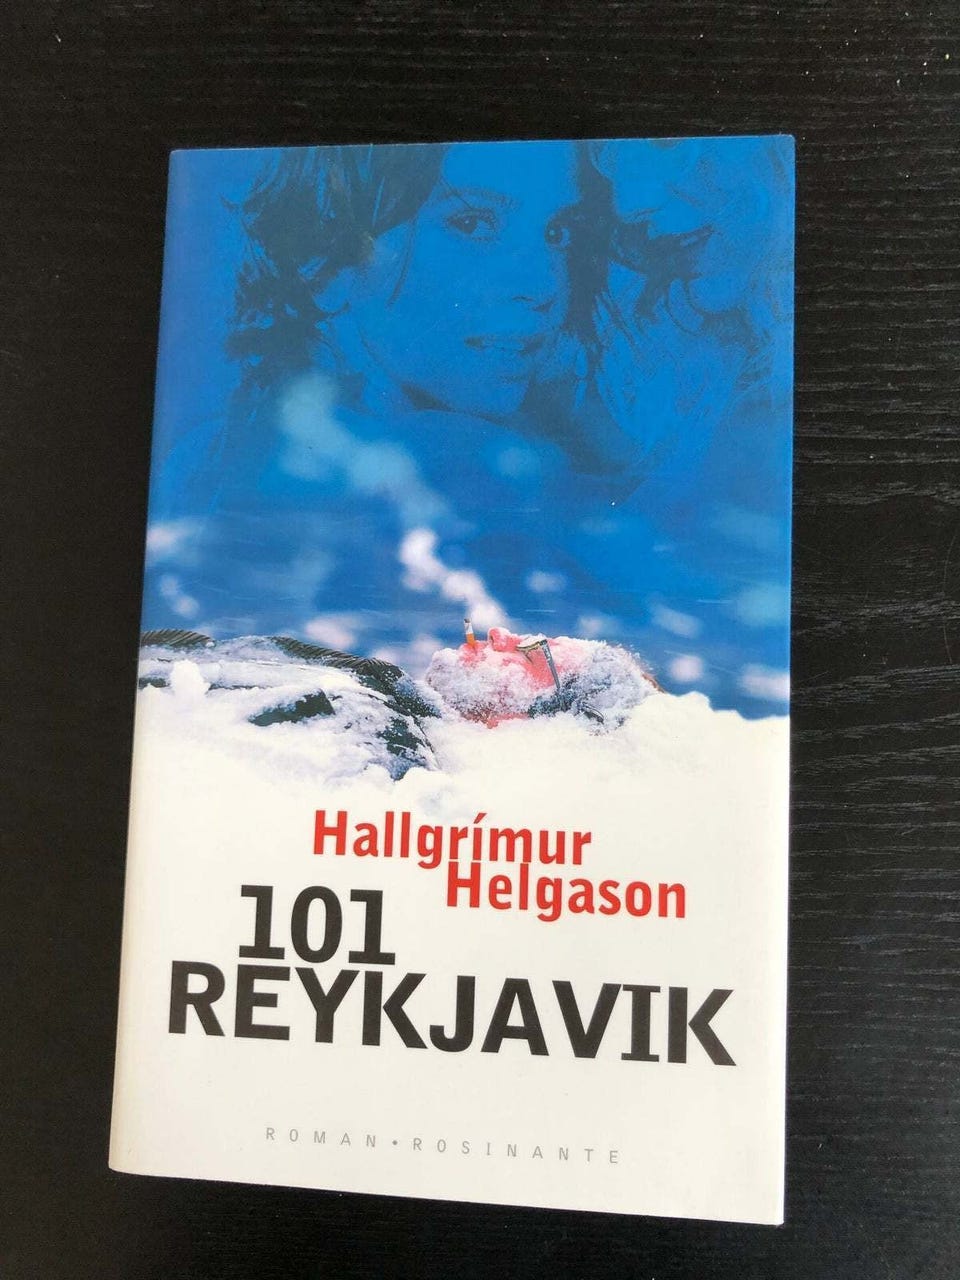 Hallgrímur
Helgason
101
REYKJAVIK
ROMAN • ROSINANTE